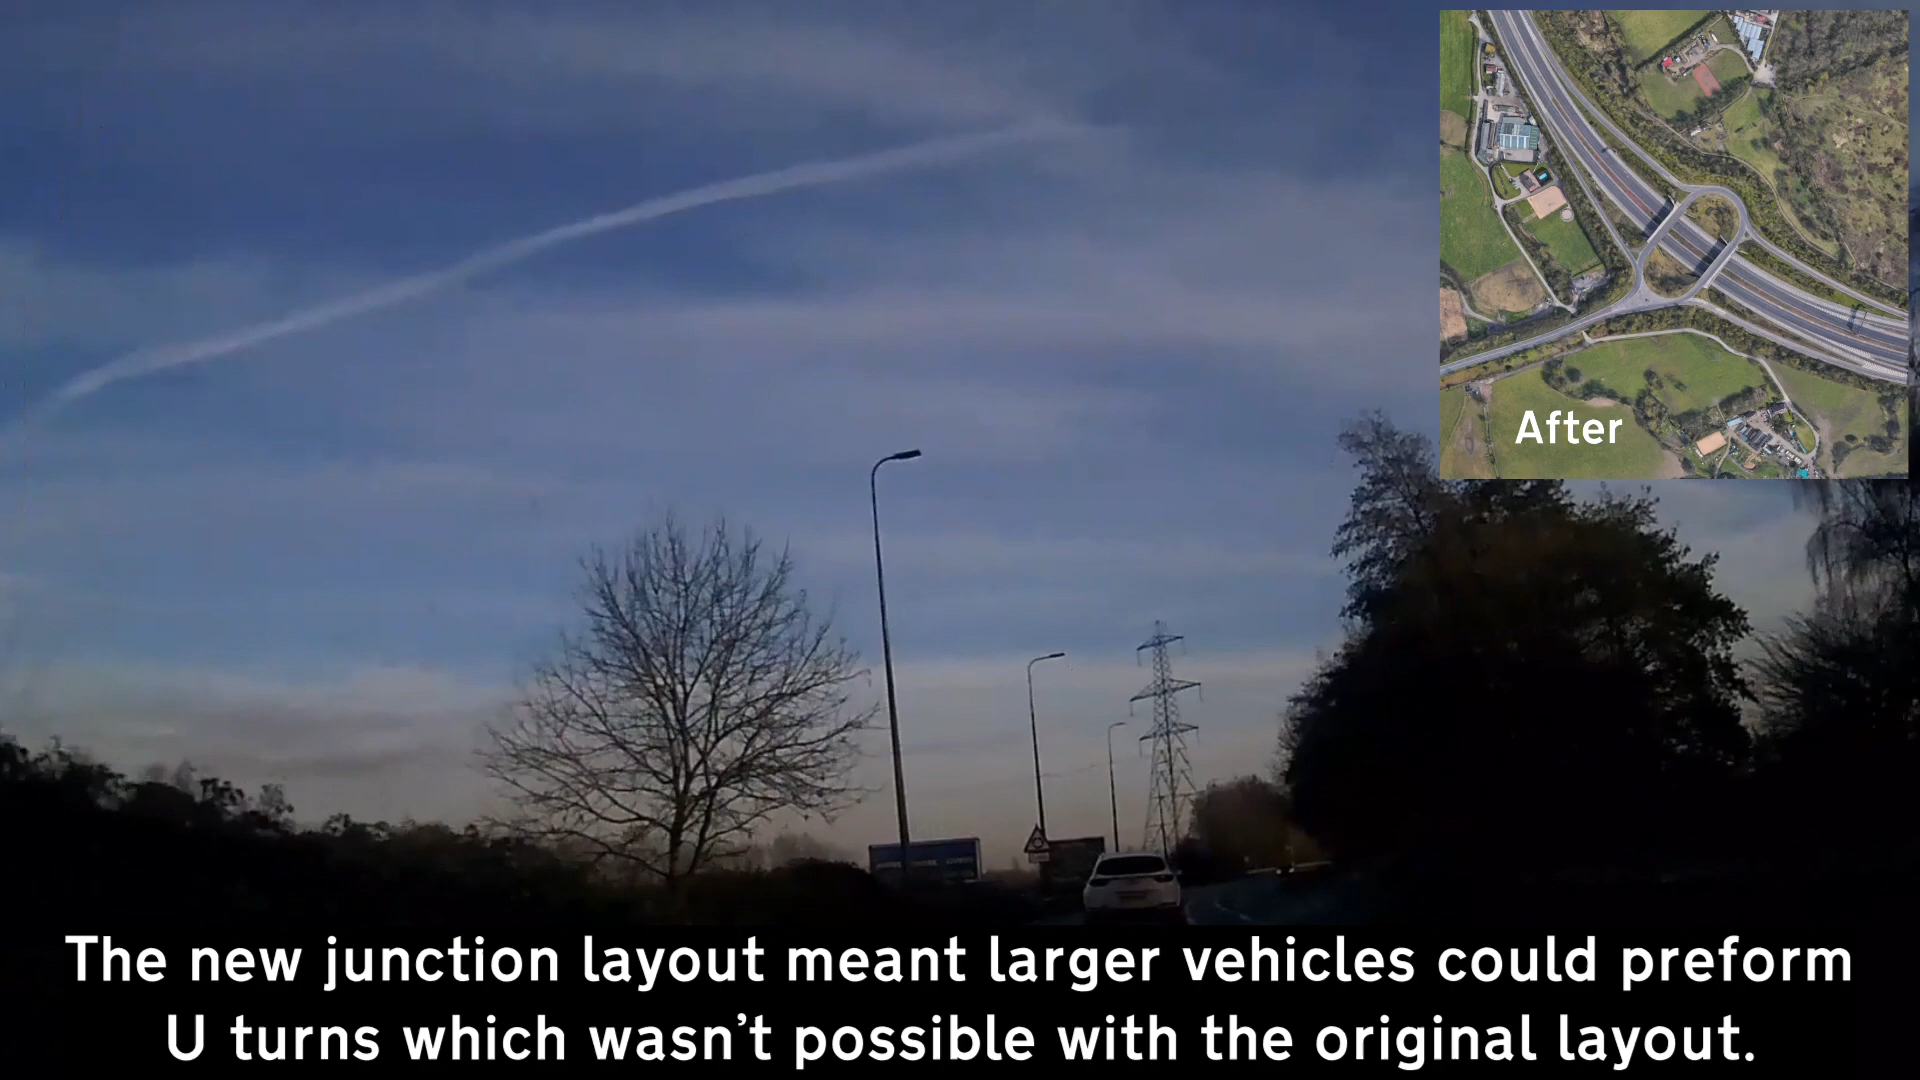 After
The new junction layout meant larger vehicles could preform
U turns which wasn't possible with the original layout.